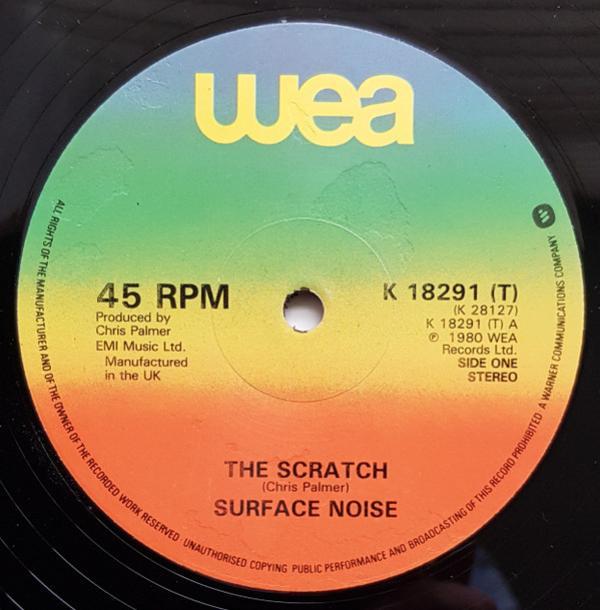 wea
45 RPM
Produced by
Chris Palmer
EMI Music Ltd.
Manufactured
in the UK
K 18291 (T)
(K 28127)
K 18291 (T) A
℗ 1980 WEA
Records Ltd.
SIDE ONE
STEREO
THE SCRATCH
(Chris Palmer)
SURFACE NOISE
ALL RIGHTS OF THE MANUFACTURER AND OF THE OWNER OF THE RECORDED WORK RESERVED UNAUTHORISED COPYING PUBLIC PERFORMANCE AND BROADCASTING OF THIS RECORD PROHIBITED A WARNER COMMUNICATIONS COMPANY